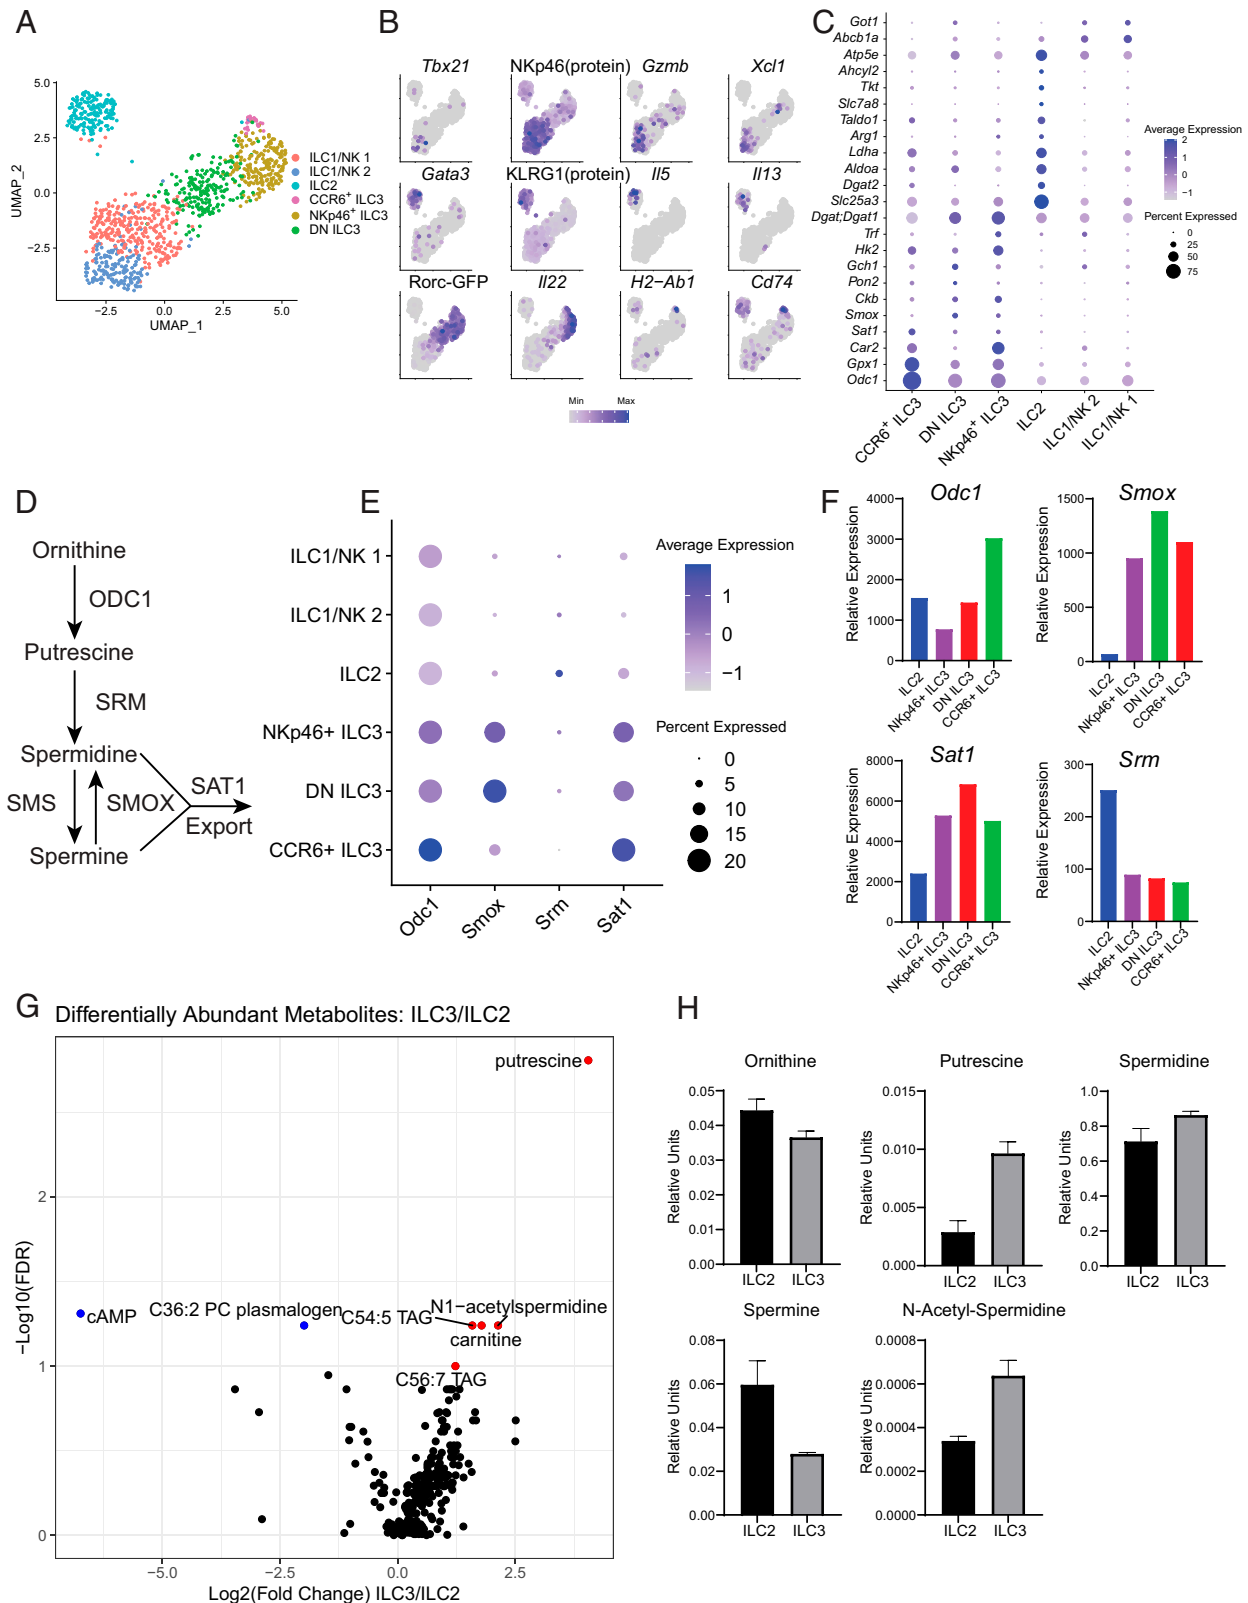 A
5.0
2.5
0.0
−2.5
UMAP_2
−2.5
0.0
2.5
5.0
UMAP_1
ILC1/NK 1
ILC1/NK 2
ILC2
CCR6+ ILC3
NKp46+ ILC3
DN ILC3
B
Tbx21
NKp46(protein)
Gzmb
Xcl1
Gata3
KLRG1(protein)
Il5
Il13
Rorc-GFP
Il22
H2−Ab1
Cd74
Min
Max
C
Got1
Abcb1a
Atp5e
Ahcyl2
Tkt
Slc7a8
Taldo1
Arg1
Ldha
Aldoa
Dgat2
Slc25a3
Dgat;Dgat1
Trf
Hk2
Gch1
Pon2
Ckb
Smox
Sat1
Car2
Gpx1
Odc1
CCR6+ ILC3
DN ILC3
NKp46+ ILC3
ILC2
ILC1/NK 2
ILC1/NK 1
Average Expression
2
1
0
−1
Percent Expressed
0
25
50
75
D
Ornithine
ODC1
Putrescine
SRM
Spermidine
SMS
SMOX
SAT1
Export
Spermine
E
ILC1/NK 1
ILC1/NK 2
ILC2
NKp46+ ILC3
DN ILC3
CCR6+ ILC3
Odc1
Smox
Srm
Sat1
Average Expression
1
0
−1
Percent Expressed
0
5
10
15
20
F
Odc1
Relative Expression
4000
3000
2000
1000
0
ILC2
NKp46+ ILC3
DN ILC3
CCR6+ ILC3
Smox
Relative Expression
1500
1000
500
0
ILC2
NKp46+ ILC3
DN ILC3
CCR6+ ILC3
Sat1
Relative Expression
8000
6000
4000
2000
0
ILC2
NKp46+ ILC3
DN ILC3
CCR6+ ILC3
Srm
Relative Expression
300
200
100
0
ILC2
NKp46+ ILC3
DN ILC3
CCR6+ ILC3
G
Differentially Abundant Metabolites: ILC3/ILC2
putrescine
cAMP
C36:2 PC plasmalogen
C54:5 TAG
N1−acetylspermidine
carnitine
C56:7 TAG
−Log10(FDR)
2
1
0
−5.0
−2.5
0.0
2.5
Log2(Fold Change) ILC3/ILC2
H
Ornithine
Relative Units
0.05
0.04
0.03
0.02
0.01
0.00
ILC2
ILC3
Putrescine
Relative Units
0.015
0.010
0.005
0.000
ILC2
ILC3
Spermidine
Relative Units
1.0
0.8
0.6
0.4
0.2
0.0
ILC2
ILC3
Spermine
Relative Units
0.08
0.06
0.04
0.02
0.00
ILC2
ILC3
N-Acetyl-Spermidine
Relative Units
0.0008
0.0006
0.0004
0.0002
0.0000
ILC2
ILC3